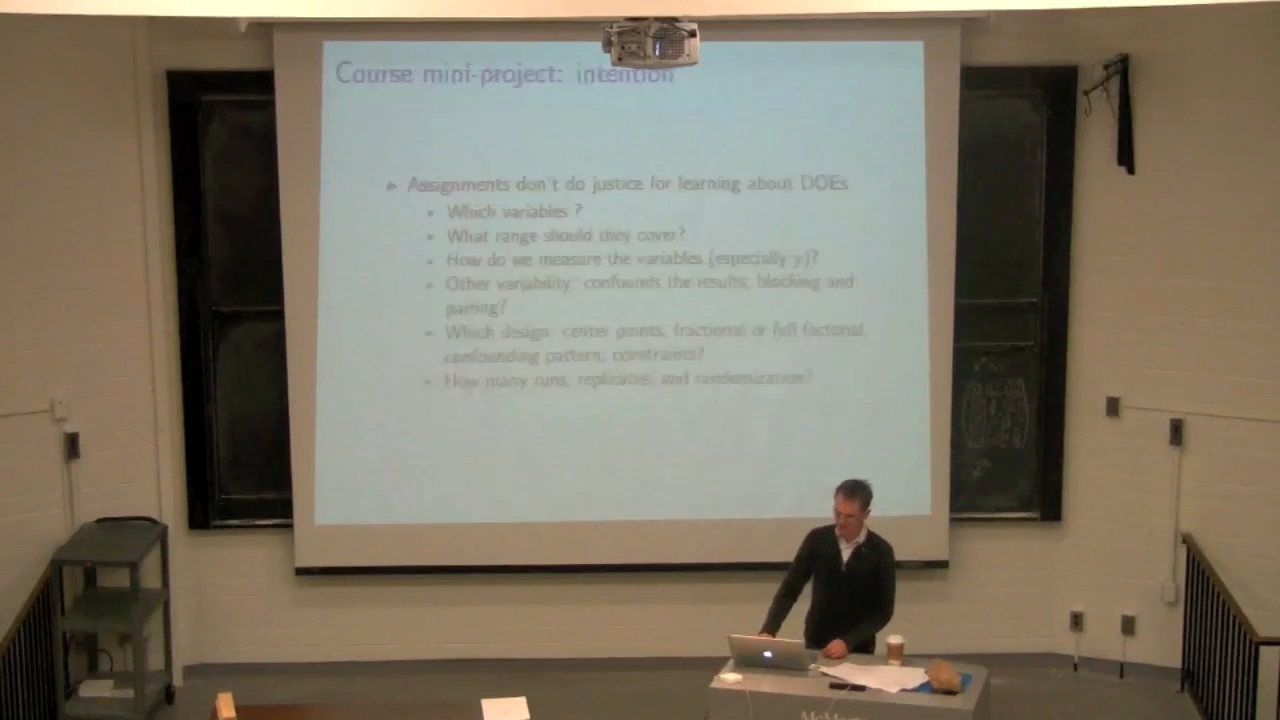 Course mini-project: intention
Assignments don't do justice for learning about DOEs
Which variables ?
What range should they cover?
How do we measure the variables (especially y)?
Other variability: confounds the results; blocking and
pairing?
Which design: center points, fractional or full factorial,
confounding pattern, constraints?
How many runs, replicates, and randomization?